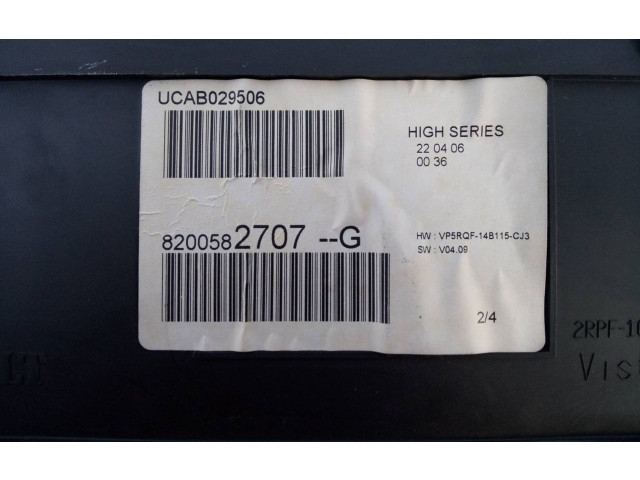 UCAB029506
HIGH SERIES
22 04 06
00 36
8200582707 --G
HW : VP5RQF-14B115-CJ3
SW : V04.09
2/4
2RPF-1
Vis
CT